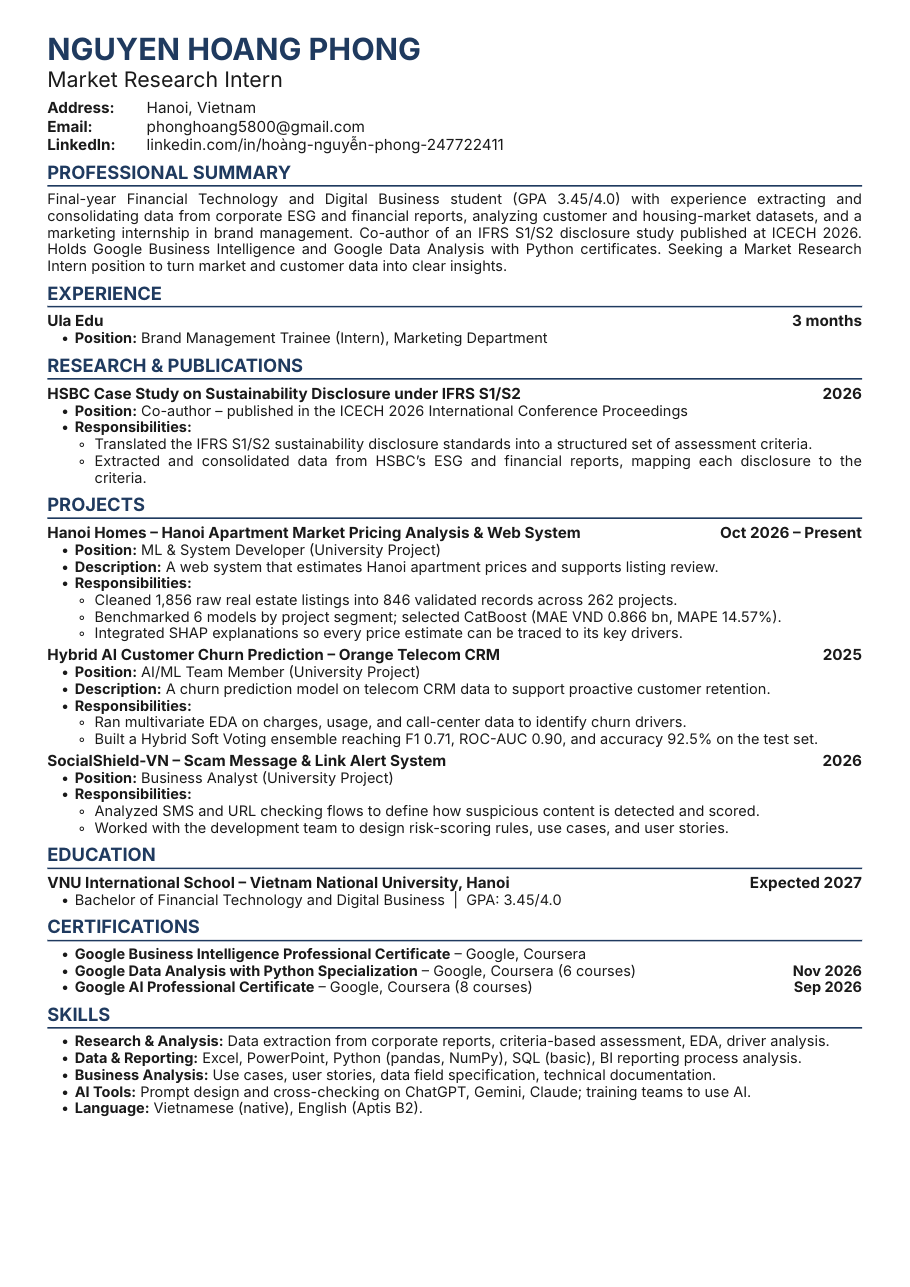 NGUYEN HOANG PHONG
Market Research Intern
Address: Hanoi, Vietnam
Email: phonghoang5800@gmail.com
LinkedIn: linkedin.com/in/hoàng-nguyễn-phong-247722411
PROFESSIONAL SUMMARY
Final-year Financial Technology and Digital Business student (GPA 3.45/4.0) with experience extracting and
consolidating data from corporate ESG and financial reports, analyzing customer and housing-market datasets, and a
marketing internship in brand management. Co-author of an IFRS S1/S2 disclosure study published at ICECH 2026.
Holds Google Business Intelligence and Google Data Analysis with Python certificates. Seeking a Market Research
Intern position to turn market and customer data into clear insights.
EXPERIENCE
Ula Edu 3 months
• Position: Brand Management Trainee (Intern), Marketing Department
RESEARCH & PUBLICATIONS
HSBC Case Study on Sustainability Disclosure under IFRS S1/S2 2026
• Position: Co-author – published in the ICECH 2026 International Conference Proceedings
• Responsibilities:
◦ Translated the IFRS S1/S2 sustainability disclosure standards into a structured set of assessment criteria.
◦ Extracted and consolidated data from HSBC’s ESG and financial reports, mapping each disclosure to the
criteria.
PROJECTS
Hanoi Homes – Hanoi Apartment Market Pricing Analysis & Web System Oct 2026 – Present
• Position: ML & System Developer (University Project)
• Description: A web system that estimates Hanoi apartment prices and supports listing review.
• Responsibilities:
◦ Cleaned 1,856 raw real estate listings into 846 validated records across 262 projects.
◦ Benchmarked 6 models by project segment; selected CatBoost (MAE VND 0.866 bn, MAPE 14.57%).
◦ Integrated SHAP explanations so every price estimate can be traced to its key drivers.
Hybrid AI Customer Churn Prediction – Orange Telecom CRM 2025
• Position: AI/ML Team Member (University Project)
• Description: A churn prediction model on telecom CRM data to support proactive customer retention.
• Responsibilities:
◦ Ran multivariate EDA on charges, usage, and call-center data to identify churn drivers.
◦ Built a Hybrid Soft Voting ensemble reaching F1 0.71, ROC-AUC 0.90, and accuracy 92.5% on the test set.
SocialShield-VN – Scam Message & Link Alert System 2026
• Position: Business Analyst (University Project)
• Responsibilities:
◦ Analyzed SMS and URL checking flows to define how suspicious content is detected and scored.
◦ Worked with the development team to design risk-scoring rules, use cases, and user stories.
EDUCATION
VNU International School – Vietnam National University, Hanoi Expected 2027
• Bachelor of Financial Technology and Digital Business | GPA: 3.45/4.0
CERTIFICATIONS
• Google Business Intelligence Professional Certificate – Google, Coursera
• Google Data Analysis with Python Specialization – Google, Coursera (6 courses) Nov 2026
• Google AI Professional Certificate – Google, Coursera (8 courses) Sep 2026
SKILLS
• Research & Analysis: Data extraction from corporate reports, criteria-based assessment, EDA, driver analysis.
• Data & Reporting: Excel, PowerPoint, Python (pandas, NumPy), SQL (basic), BI reporting process analysis.
• Business Analysis: Use cases, user stories, data field specification, technical documentation.
• AI Tools: Prompt design and cross-checking on ChatGPT, Gemini, Claude; training teams to use AI.
• Language: Vietnamese (native), English (Aptis B2).